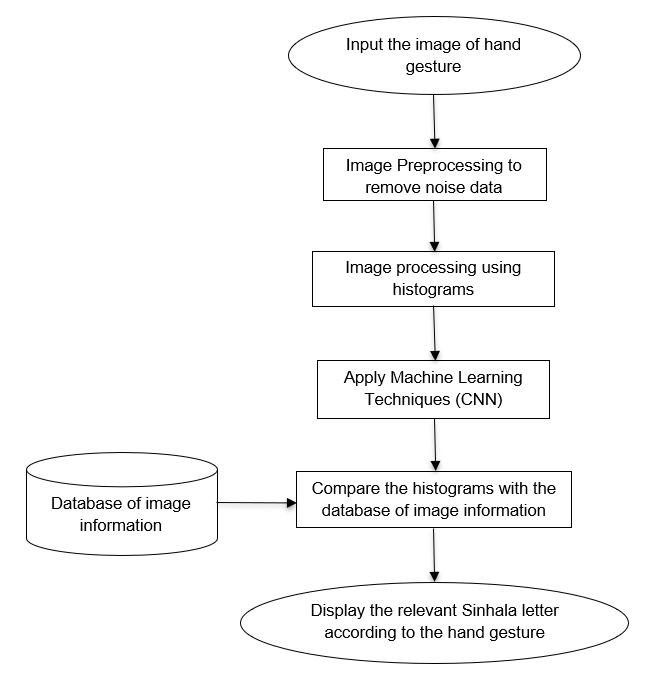 Input the image of hand
gesture
Image Preprocessing to
remove noise data
Image processing using
histograms
Apply Machine Learning
Techniques (CNN)
Database of image
information
Compare the histograms with the
database of image information
Display the relevant Sinhala letter
according to the hand gesture